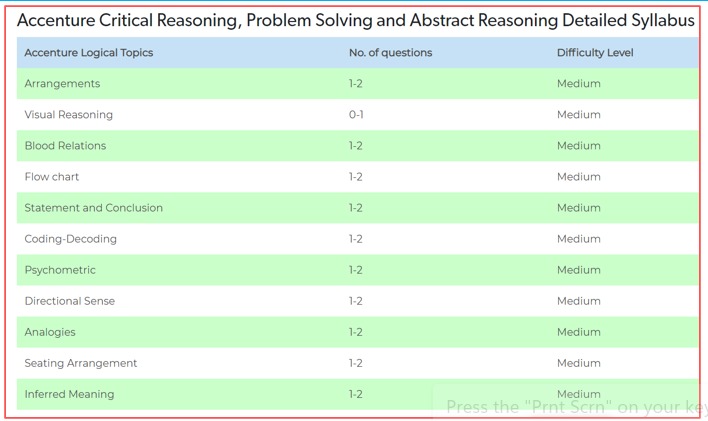 Accenture Critical Reasoning, Problem Solving and Abstract Reasoning Detailed Syllabus
Accenture Logical Topics No. of questions Difficulty Level
Arrangements 1-2 Medium
Visual Reasoning 0-1 Medium
Blood Relations 1-2 Medium
Flow chart 1-2 Medium
Statement and Conclusion 1-2 Medium
Coding-Decoding 1-2 Medium
Psychometric 1-2 Medium
Directional Sense 1-2 Medium
Analogies 1-2 Medium
Seating Arrangement 1-2 Medium
Inferred Meaning 1-2 Medium
Press the "Prnt Scrn" on your key